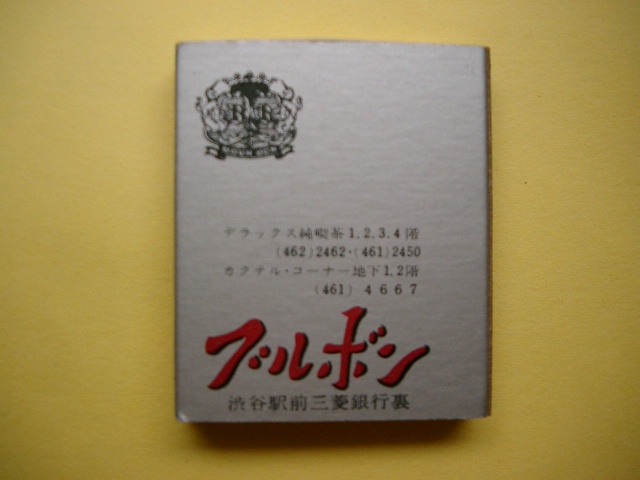 デラックス純喫茶1.2.3.4階
(462)2462・(461)2450
カクテル・コーナー地下1.2階
(461) 4667
ブルボン
渋谷駅前三菱銀行裏